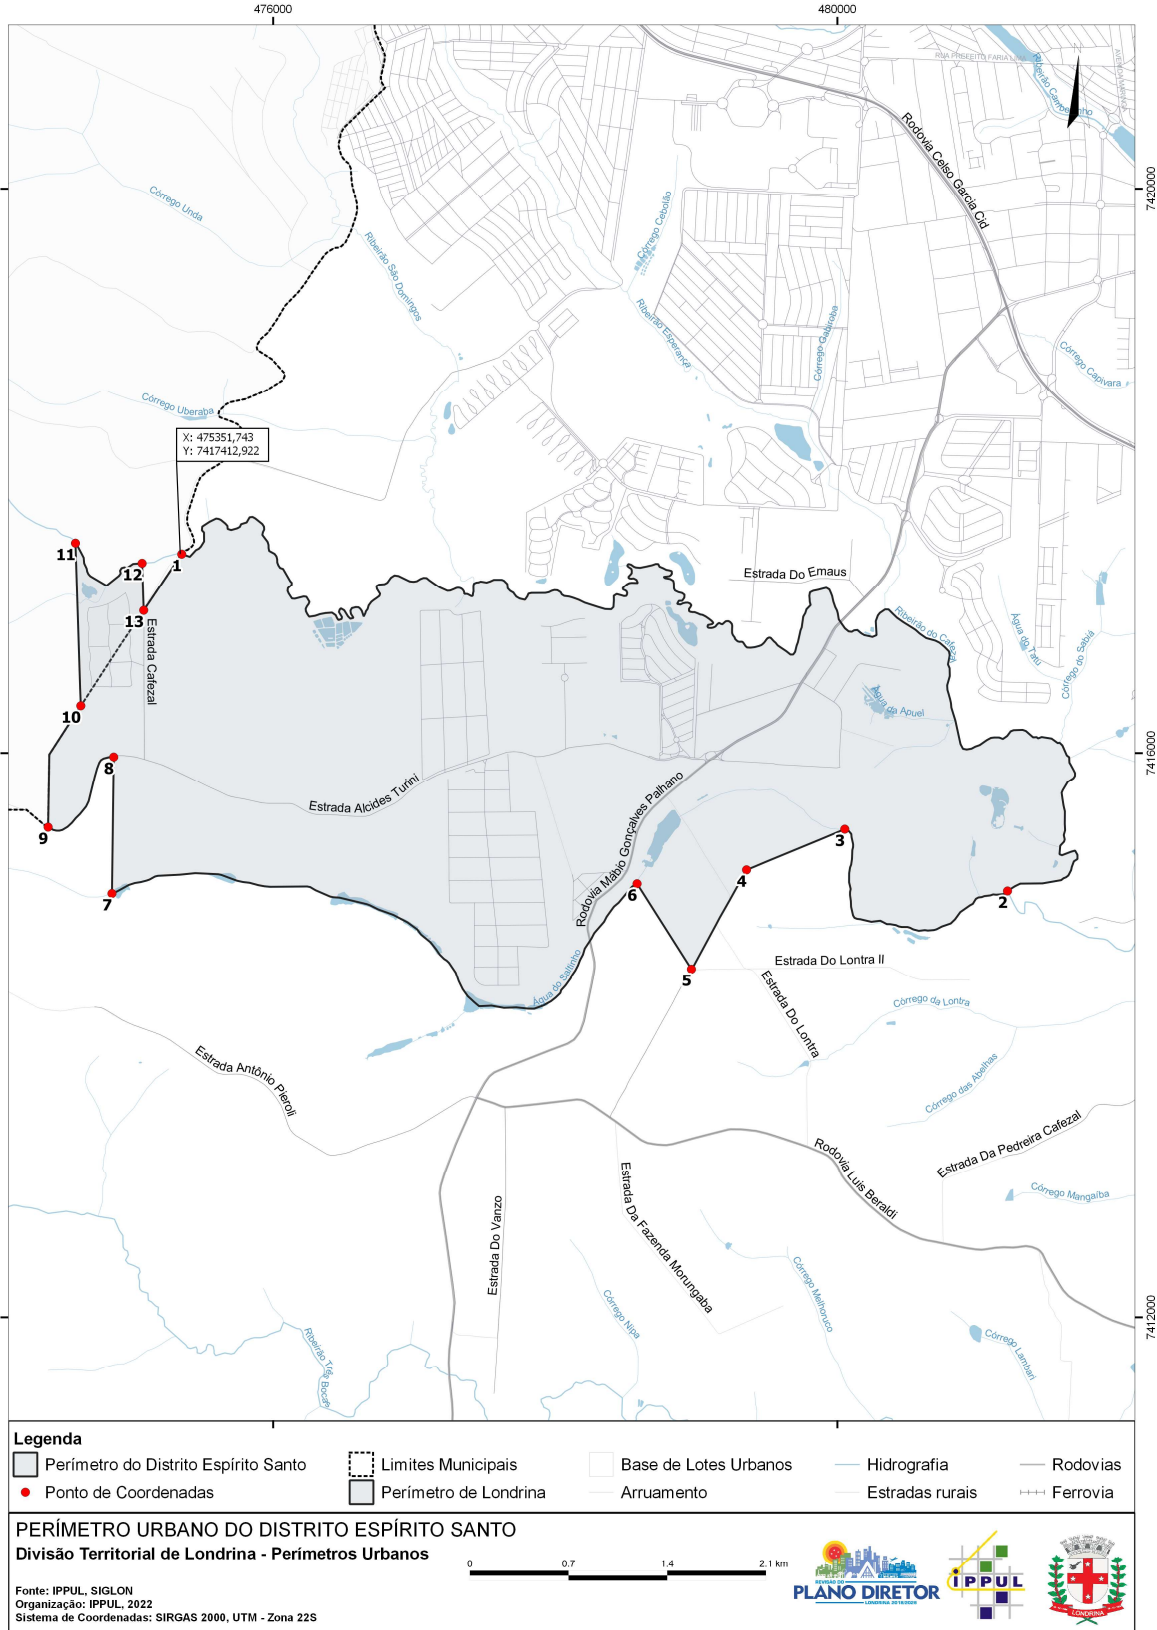 476000
480000
RUA PREFEITO FARIA LIMA
AVENIDA MARINGÁ
Ribeirão Cambezinho
Rodovia Celso Garcia Cid
7420000
Córrego Unda
Ribeirão São Domingos
Córrego Cebolão
Ribeirão Esperança
Córrego Gabiroba
Córrego Capivara
Córrego Uberaba
X: 475351,743
Y: 7417412,922
11
12
1
13
Estrada Do Emaus
Ribeirão do Cafezal
Água do Tatu
Córrego do Sabiá
Estrada Cafezal
10
Água da Apuel
8
7416000
Estrada Alcides Turini
Rodovia Mábio Gonçalves Palhano
9
3
4
6
2
7
5
Água do Saltinho
Estrada Do Lontra II
Estrada Do Lontra
Córrego da Lontra
Estrada Antônio Pieroli
Córrego das Abelhas
Estrada Da Pedreira Cafezal
Rodovia Luis Beraldi
Córrego Mangaíba
Estrada Do Vanzo
Estrada Da Fazenda Morungaba
Córrego Melhoruco
Córrego Nipa
Ribeirão Três Bocas
Córrego Lambari
7412000
Legenda
Perímetro do Distrito Espírito Santo
Limites Municipais
Base de Lotes Urbanos
Hidrografia
Rodovias
Ponto de Coordenadas
Perímetro de Londrina
Arruamento
Estradas rurais
Ferrovia
PERÍMETRO URBANO DO DISTRITO ESPÍRITO SANTO
Divisão Territorial de Londrina - Perímetros Urbanos
0 0.7 1.4 2.1 km
Fonte: IPPUL, SIGLON
Organização: IPPUL, 2022
Sistema de Coordenadas: SIRGAS 2000, UTM - Zona 22S
REVISÃO DO
PLANO DIRETOR
LONDRINA 2018/2028
IPPUL
LONDRINA